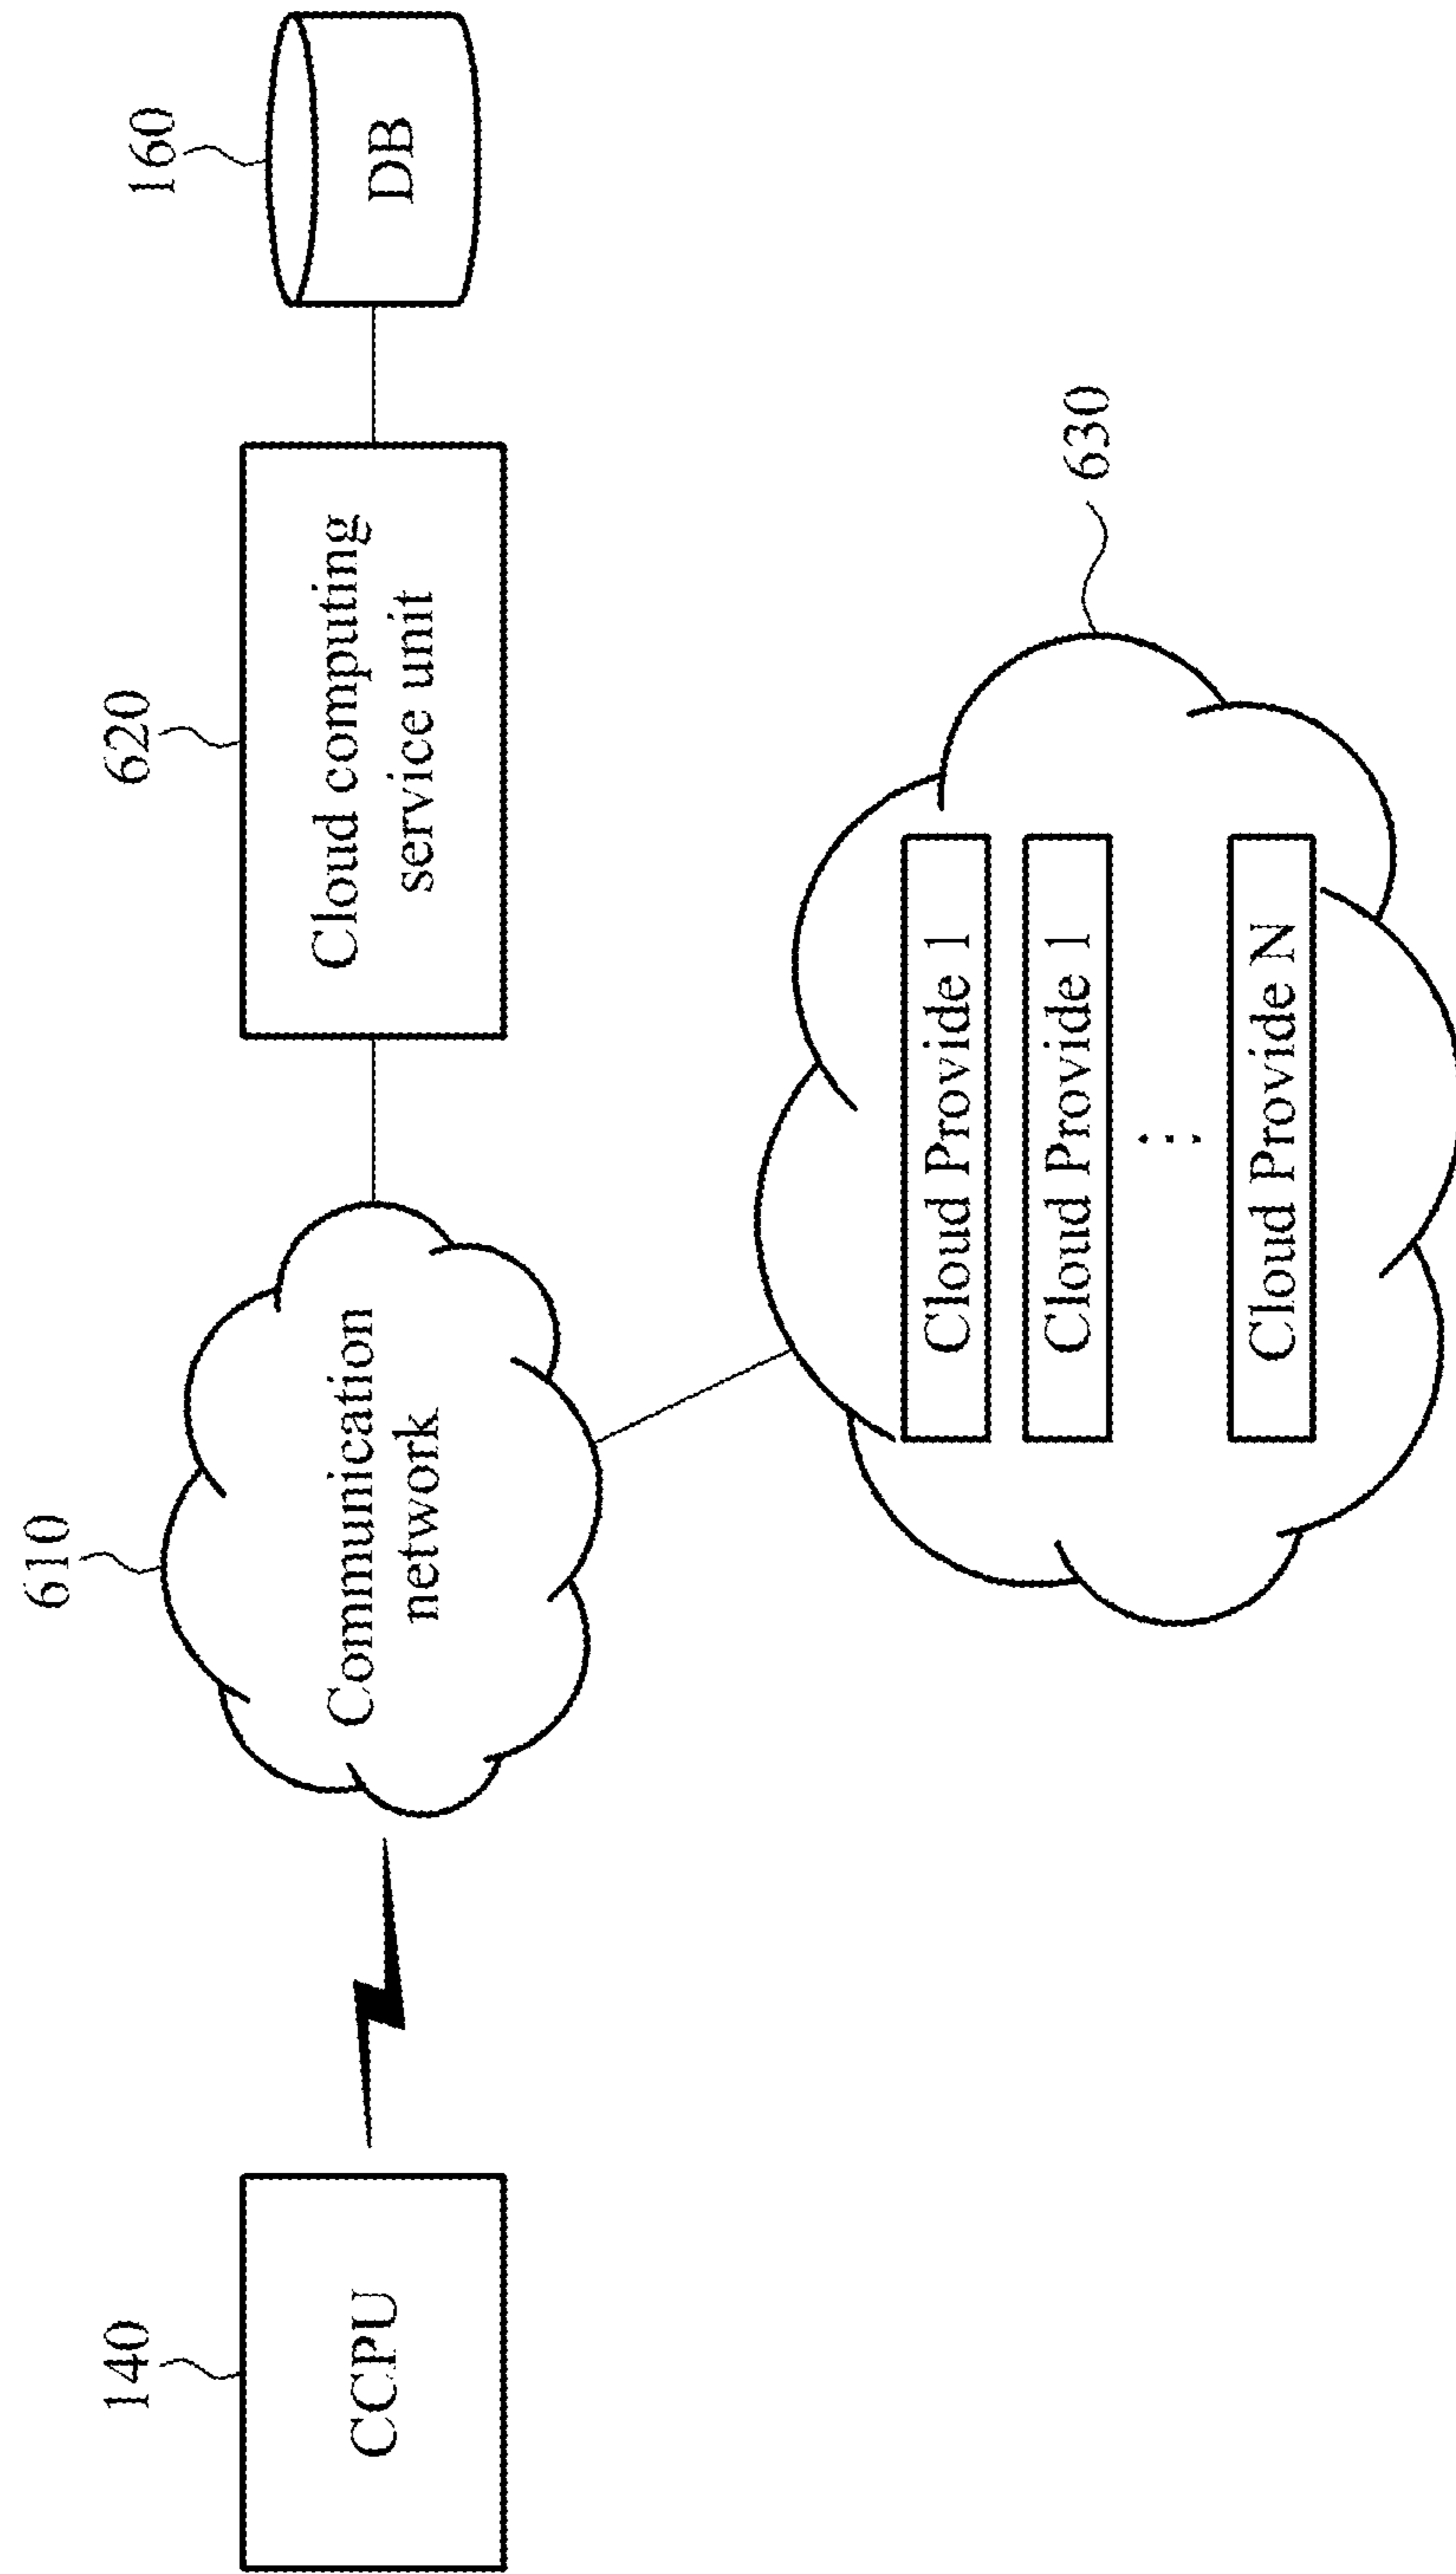 610
620
160
140
CCPU
Communication
network
Cloud computing
service unit
DB
630
Cloud Provide 1
Cloud Provide 1
Cloud Provide N